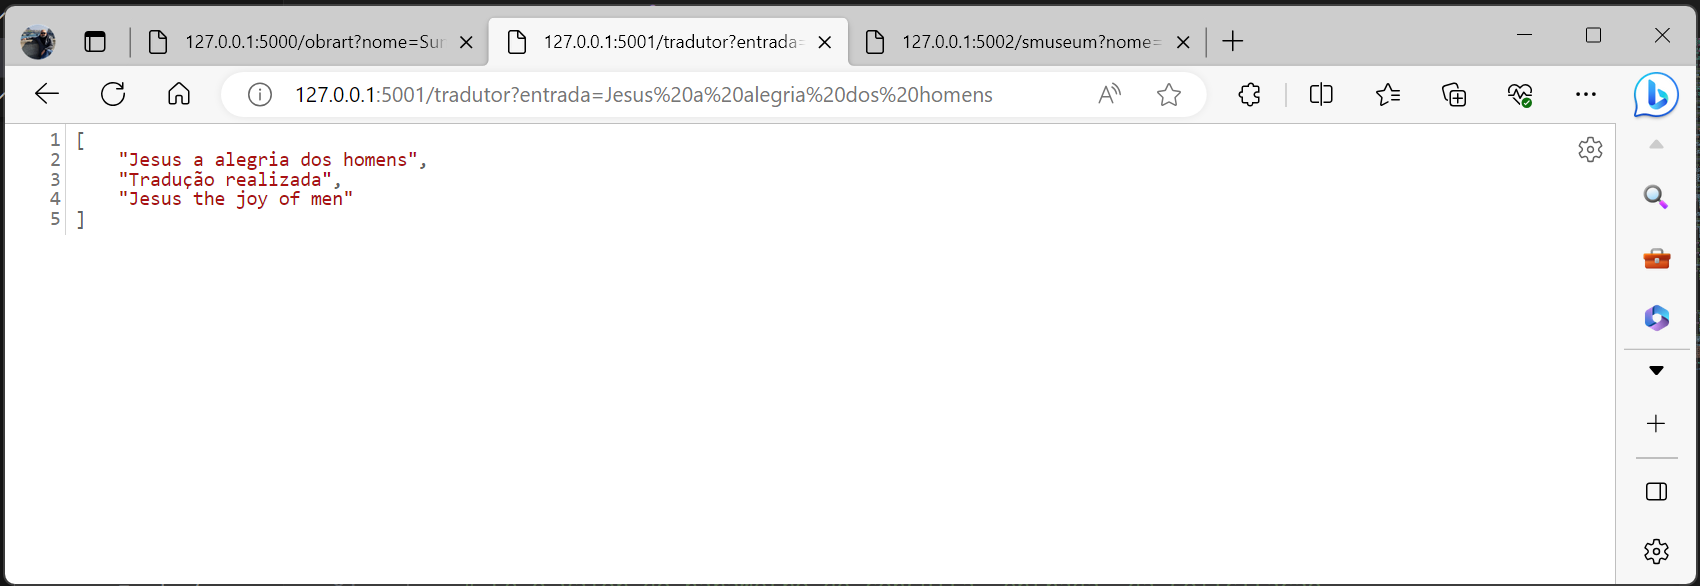 127.0.0.1:5000/obrart?nome=Sur
127.0.0.1:5001/tradutor?entrada=
127.0.0.1:5002/smuseum?nome=
127.0.0.1:5001/tradutor?entrada=Jesus%20a%20alegria%20dos%20homens
1 [
2 "Jesus a alegria dos homens",
3 "Tradução realizada",
4 "Jesus the joy of men"
5 ]